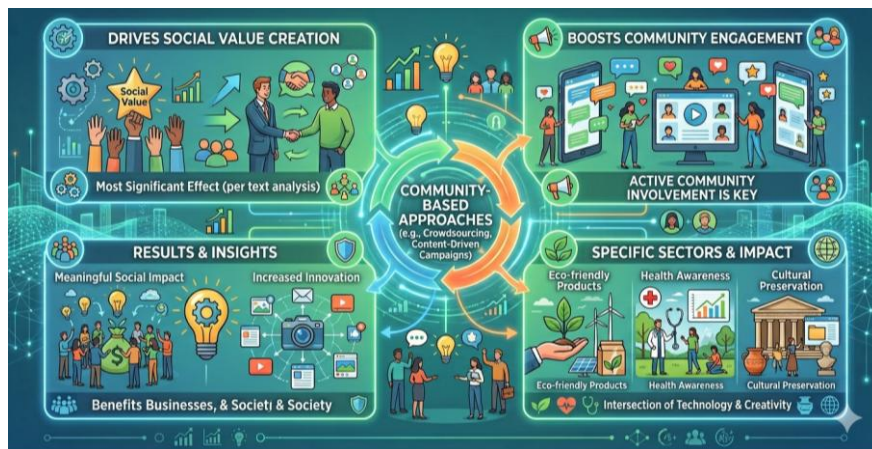 DRIVES SOCIAL VALUE CREATION
Social
Value
Most Significant Effect (per text analysis)
BOOSTS COMMUNITY ENGAGEMENT
ACTIVE COMMUNITY
INVOLVEMENT IS KEY
COMMUNITY-
BASED
APPROACHES
(e.g., Crowdsourcing,
Content-Driven
Campaigns)
RESULTS & INSIGHTS
Meaningful Social Impact
Increased Innovation
$
Benefits Businesses, & Societ & Society
SPECIFIC SECTORS & IMPACT
Eco-friendly
Products
Health Awareness
Cultural
Preservation
Eco-friendly Products
Health Awareness
Cultural Preservation
Intersection of Technology & Creativity